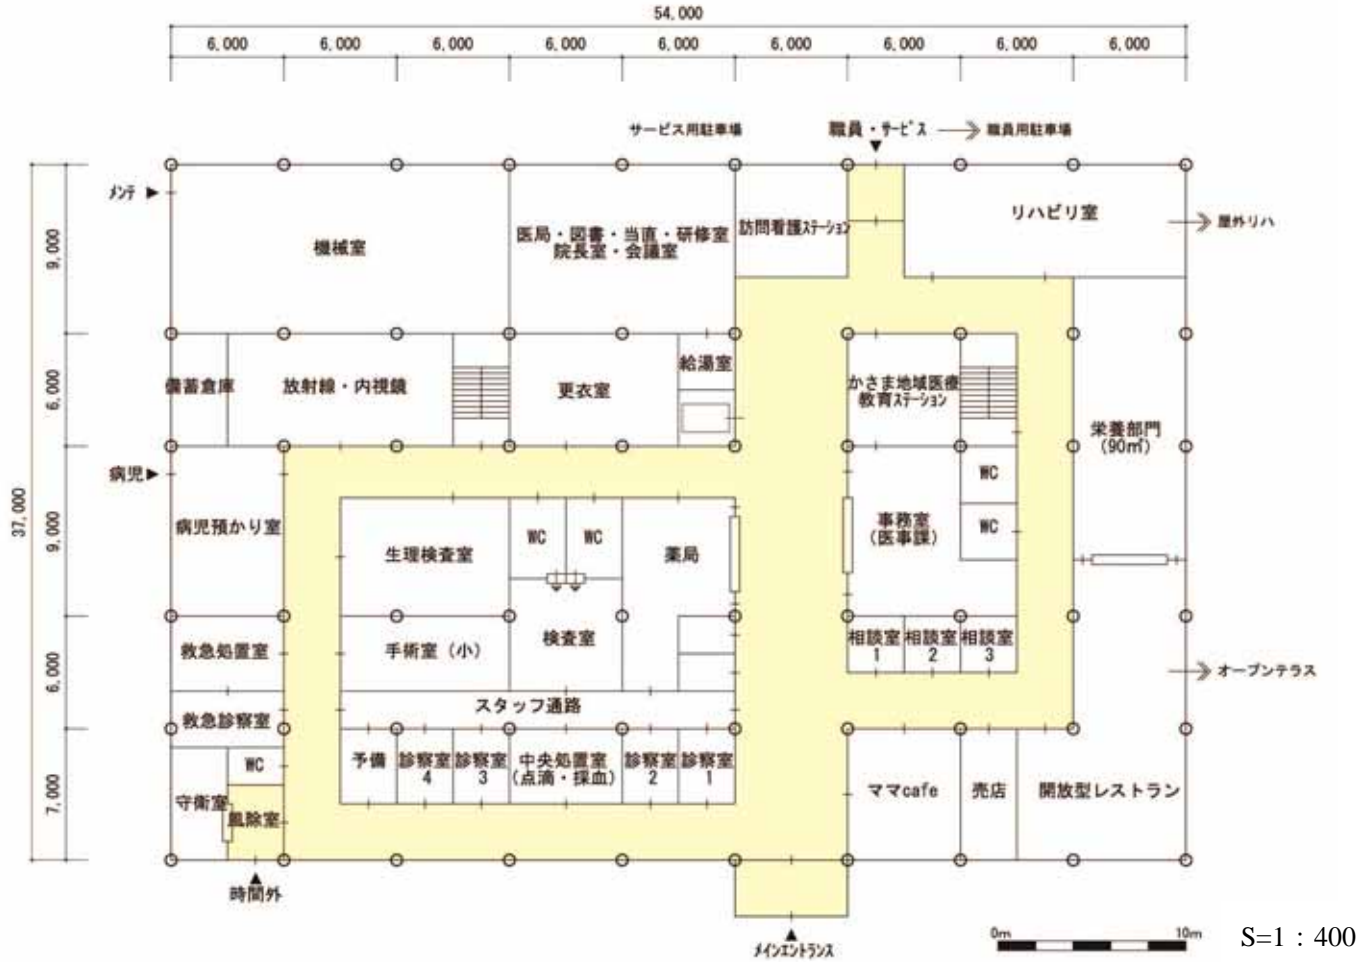 54,000
6,000 6,000 6,000 6,000 6,000 6,000 6,000 6,000 6,000
サービス用駐車場
職員・サービス
職員用駐車場
メンテ
機械室
医局・図書・当直・研修室
院長室・会議室
訪問看護ステーション
リハビリ室
屋外リハ
9,000
備蓄倉庫
放射線・内視鏡
更衣室
給湯室
かさま地域医療
教育ステーション
栄養部門
(90㎡)
6,000
病児
病児預かり室
生理検査室
WC
WC
薬局
事務室
(医事課)
WC
WC
37,000
9,000
救急処置室
手術室(小)
検査室
相談室
1
相談室
2
相談室
3
オープンテラス
6,000
救急診察室
スタッフ通路
WC
守衛室
風除室
予備
診察室
4
診察室
3
中央処置室
(点滴・採血)
診察室
2
診察室
1
ママcafe
売店
開放型レストラン
7,000
時間外
メインエントランス
0m
10m
S=1：400